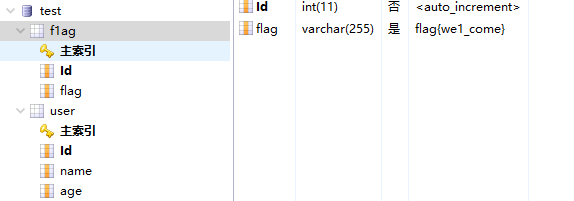 test
f1ag
主索引
Id
flag
user
主索引
Id
name
age
Id int(11) 否 <auto_increment>
flag varchar(255) 是 flag{we1_come}